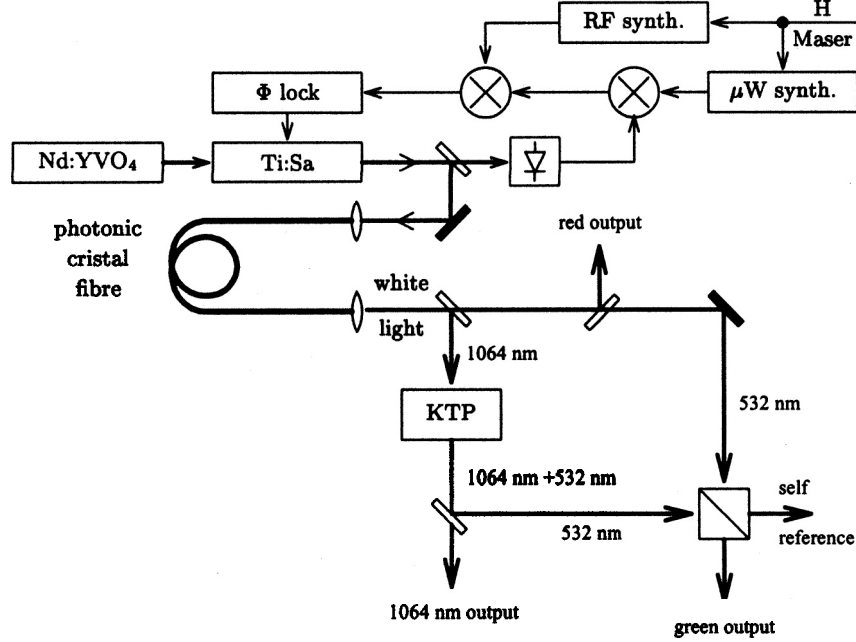 RF synth.
H
Maser
Φ lock
μW synth.
Nd:YVO₄
Ti:Sa
photonic
cristal
fibre
red output
white
light
1064 nm
KTP
532 nm
1064 nm +532 nm
self
532 nm
reference
1064 nm output
green output